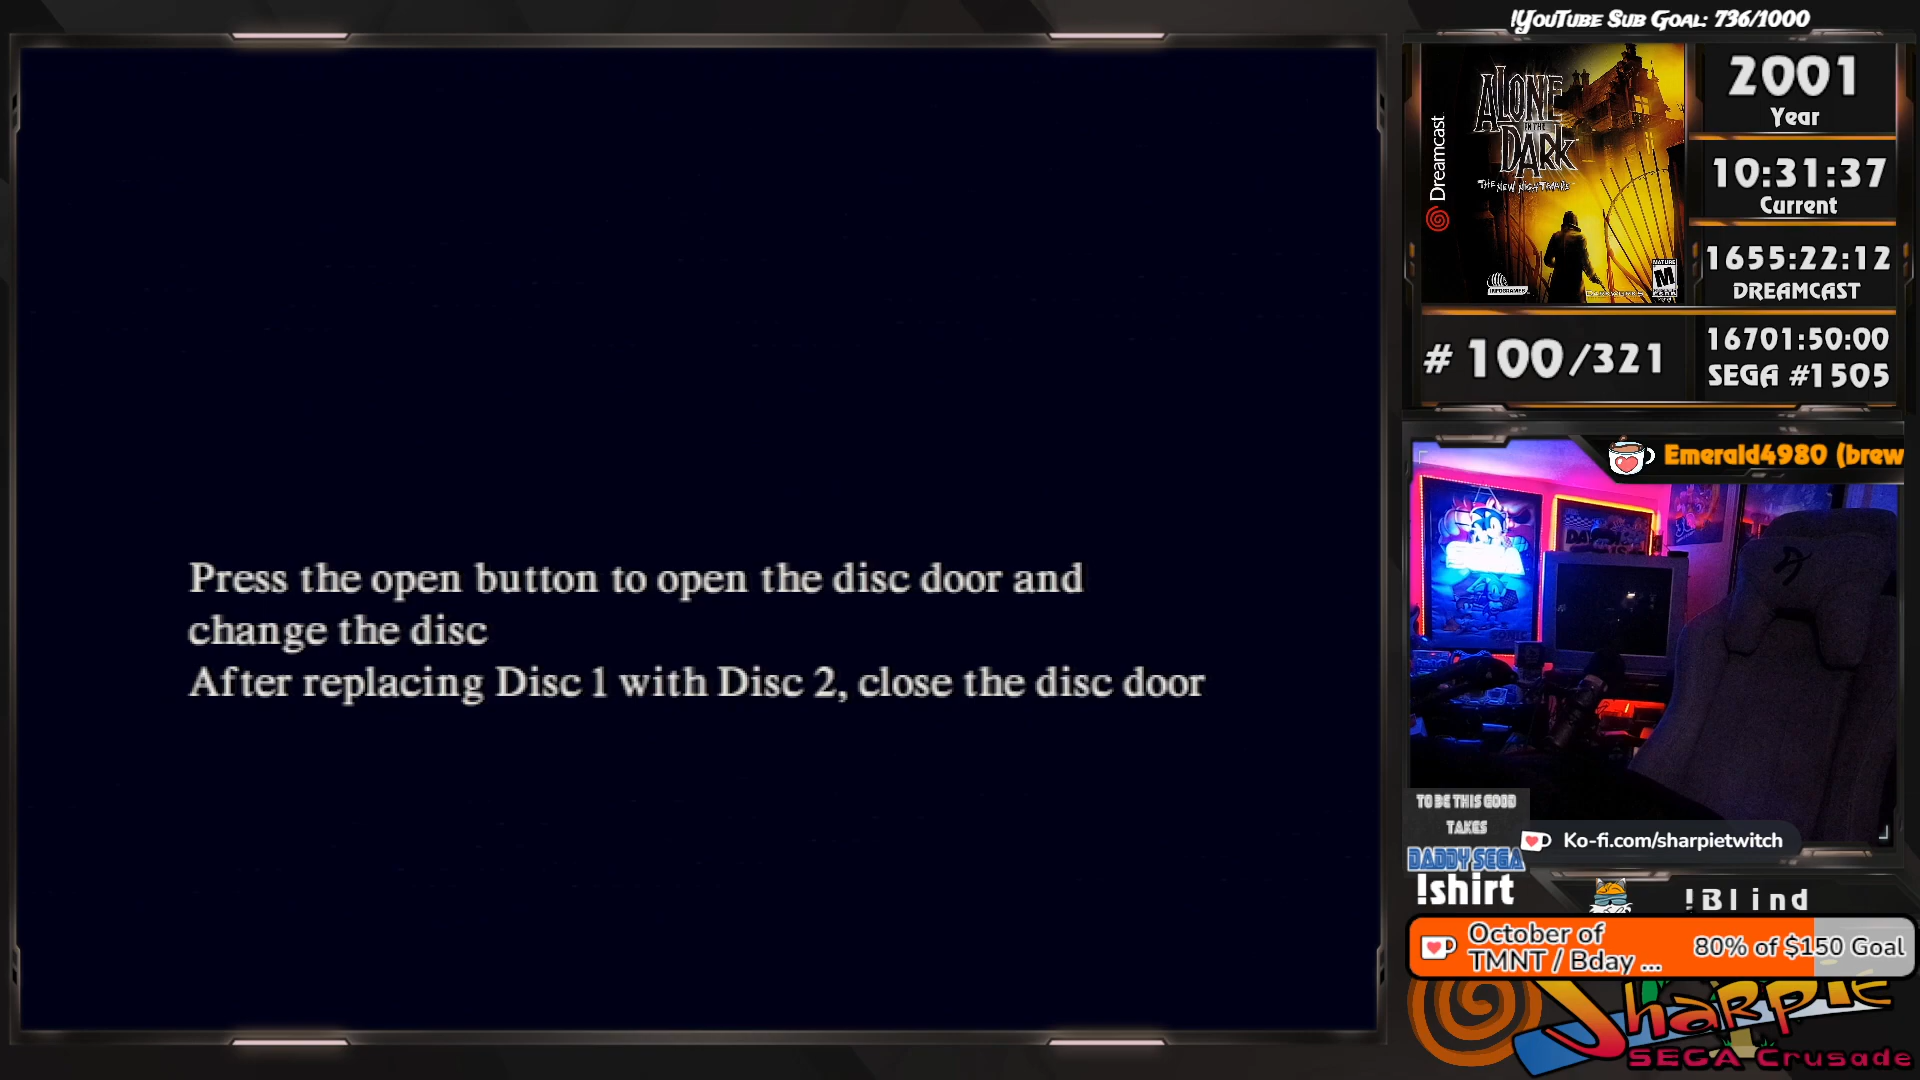 !YouTube Sub Goal: 736/1000
Dreamcast
ALONE
IN THE
DARK
THE NEW NIGHTMARE
INFOGRAMES
DARKWORKS
MATURE
M
2001
Year
10:31:37
Current
1655:22:12
DREAMCAST
# 100/321
16701:50:00
SEGA #1505
Press the open button to open the disc door and
change the disc
After replacing Disc 1 with Disc 2, close the disc door
Emerald4980 (brew
SONIC
TO BE THIS GOOD
TAKES
DADDY SEGA
!shirt
Ko-fi.com/sharpietwitch
!Blind
October of
TMNT / Bday ...
80% of $150 Goal
Sharpie
SEGA Crusade